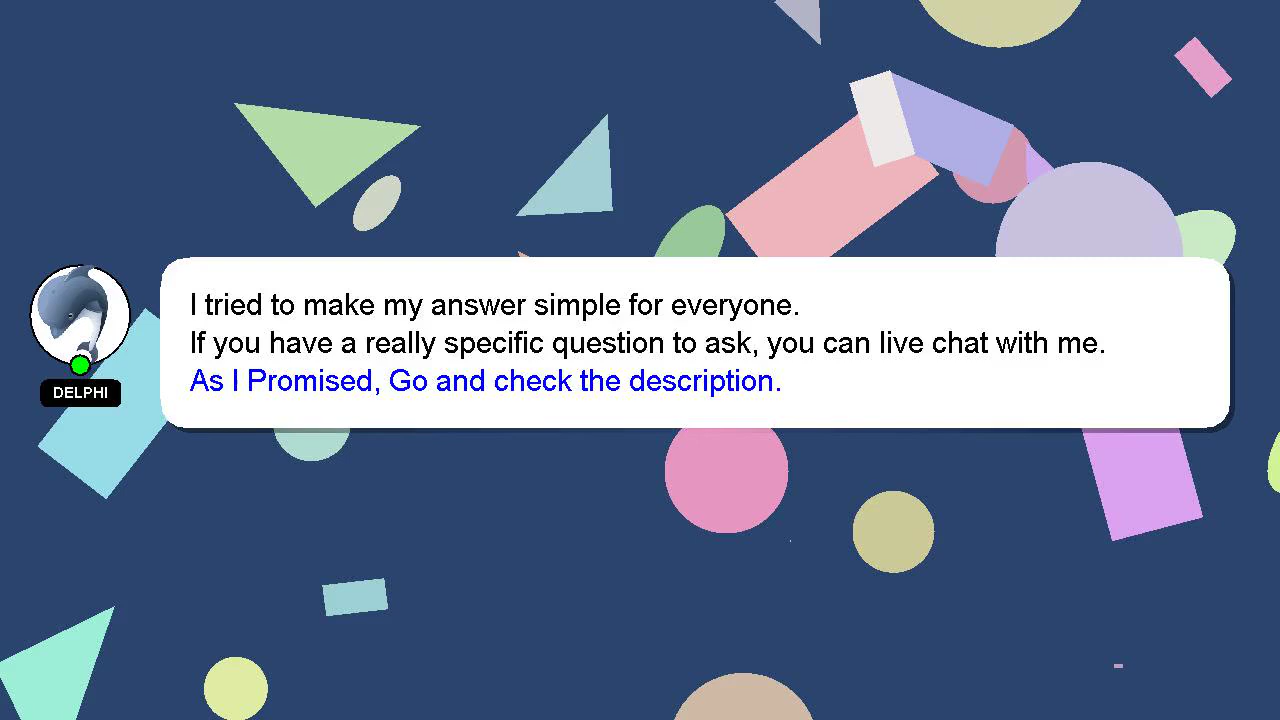 I tried to make my answer simple for everyone.
If you have a really specific question to ask, you can live chat with me.
As I Promised, Go and check the description.
DELPHI